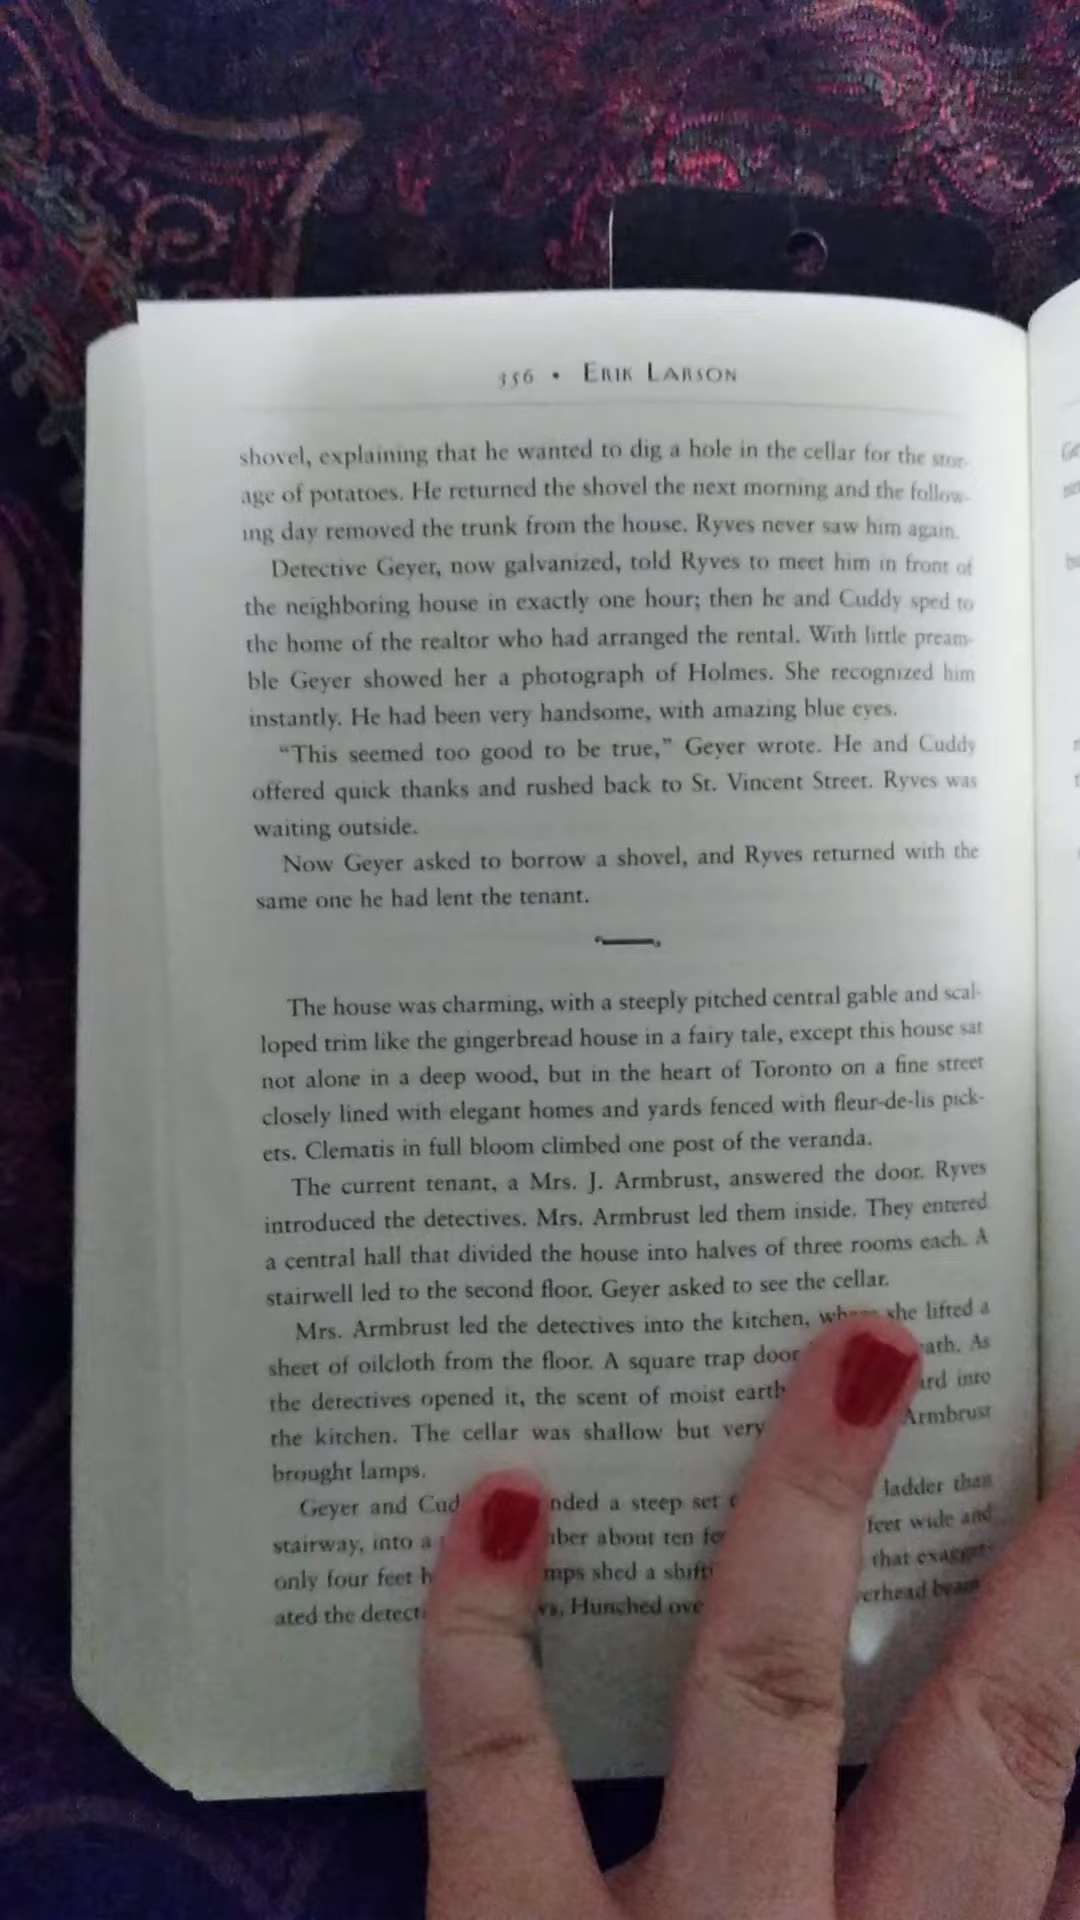 356 • ERIK LARSON
shovel, explaining that he wanted to dig a hole in the cellar for the stor-
age of potatoes. He returned the shovel the next morning and the follow-
ing day removed the trunk from the house. Ryves never saw him again.
Detective Geyer, now galvanized, told Ryves to meet him in front of
the neighboring house in exactly one hour; then he and Cuddy sped to
the home of the realtor who had arranged the rental. With little pream-
ble Geyer showed her a photograph of Holmes. She recognized him
instantly. He had been very handsome, with amazing blue eyes.
“This seemed too good to be true,” Geyer wrote. He and Cuddy
offered quick thanks and rushed back to St. Vincent Street. Ryves was
waiting outside.
Now Geyer asked to borrow a shovel, and Ryves returned with the
same one he had lent the tenant.
The house was charming, with a steeply pitched central gable and scal-
loped trim like the gingerbread house in a fairy tale, except this house sat
not alone in a deep wood, but in the heart of Toronto on a fine street
closely lined with elegant homes and yards fenced with fleur-de-lis pick-
ets. Clematis in full bloom climbed one post of the veranda.
The current tenant, a Mrs. J. Armbrust, answered the door. Ryves
introduced the detectives. Mrs. Armbrust led them inside. They entered
a central hall that divided the house into halves of three rooms each. A
stairwell led to the second floor. Geyer asked to see the cellar.
Mrs. Armbrust led the detectives into the kitchen, she lifted a
sheet of oilcloth from the floor. A square trap door As
the detectives opened it, the scent of moist earth into
the kitchen. The cellar was shallow but very Armbrust
brought lamps.
Geyer and a steep set ladder than
stairway, into a about ten feet wide and
only four feet shed a that
ated the Hunched